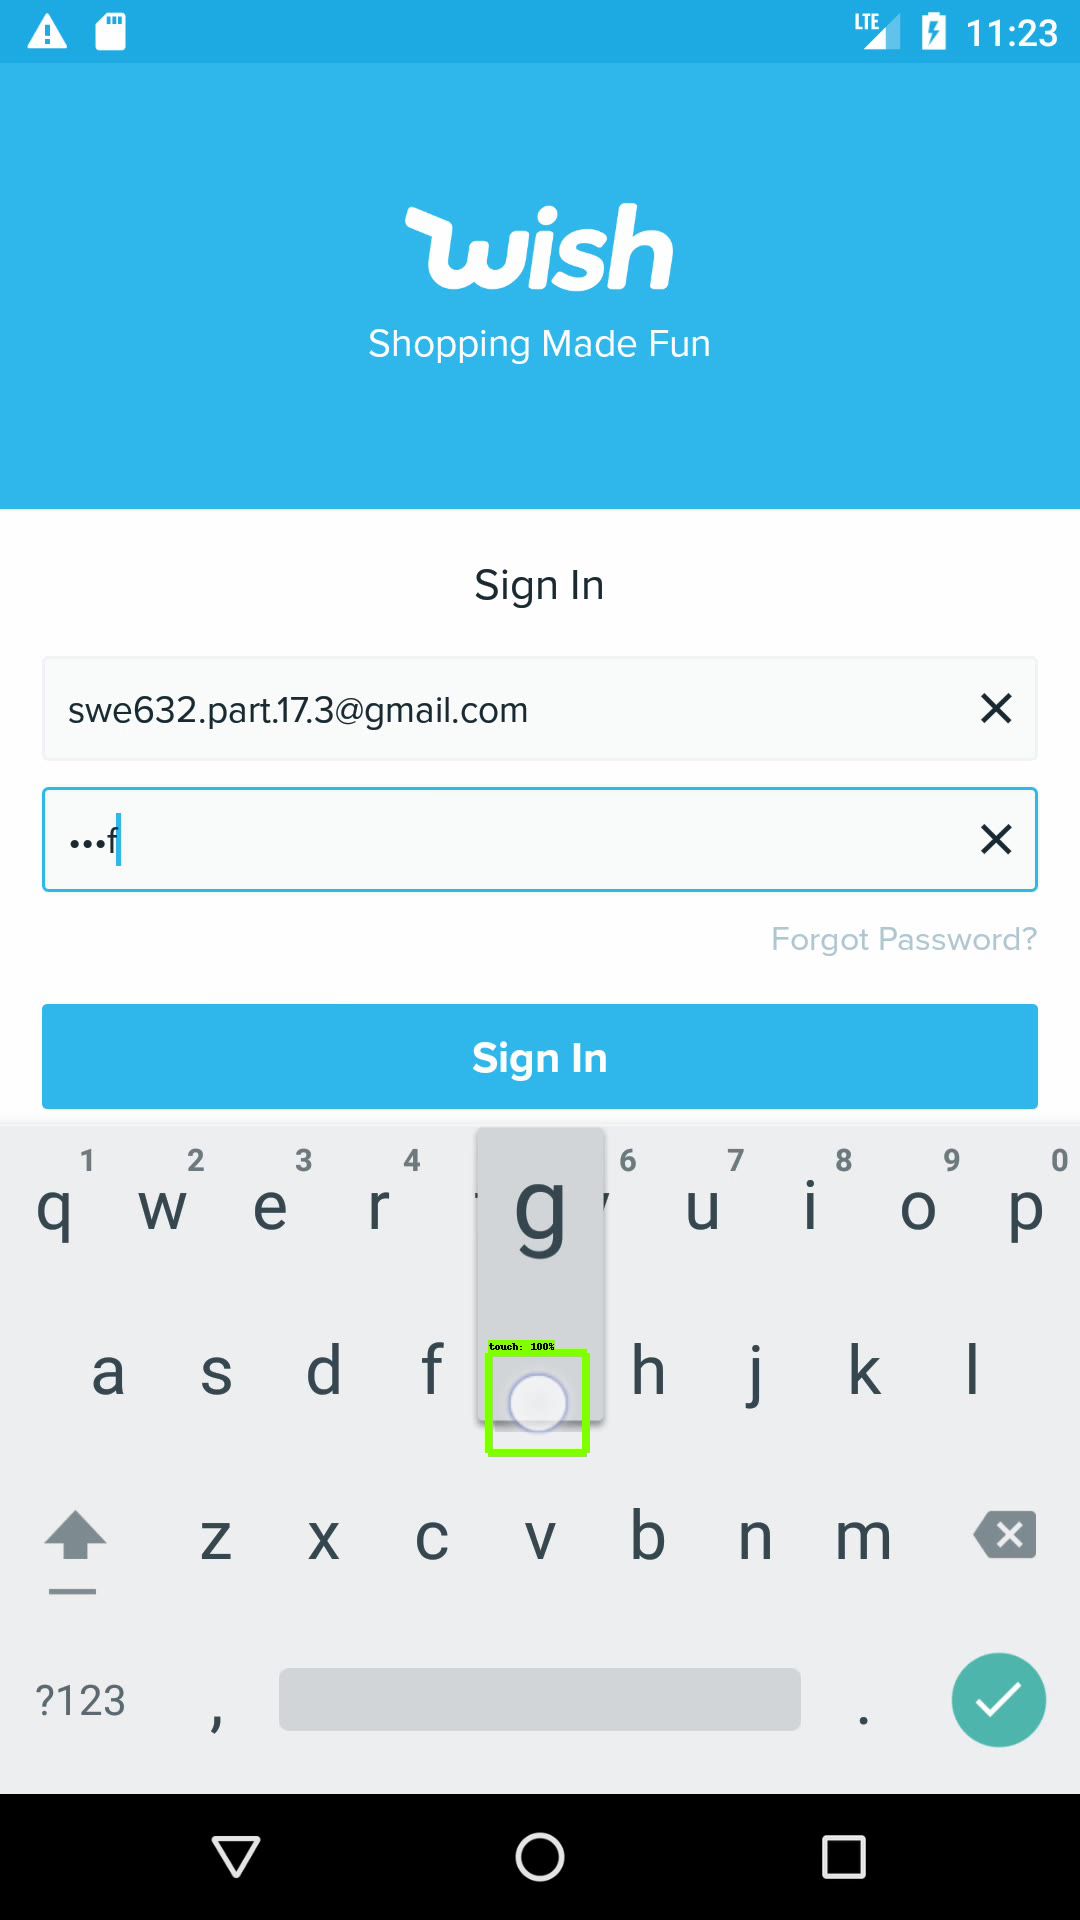 LTE 11:23
wish
Shopping Made Fun
Sign In
swe632.part.17.3@gmail.com
•••f
Forgot Password?
Sign In
1 2 3 4 6 7 8 9 0
q w e r g u i o p
touch: 100%
a s d f h j k l
z x c v b n m
?123 , .